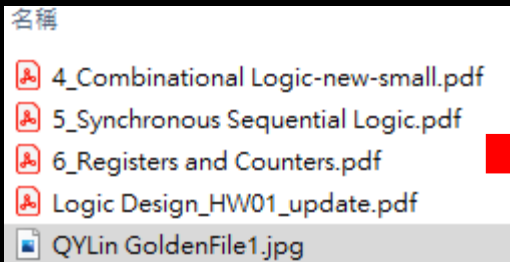 名稱
4_Combinational Logic-new-small.pdf
5_Synchronous Sequential Logic.pdf
6_Registers and Counters.pdf
Logic Design_HW01_update.pdf
QYLin GoldenFile1.jpg